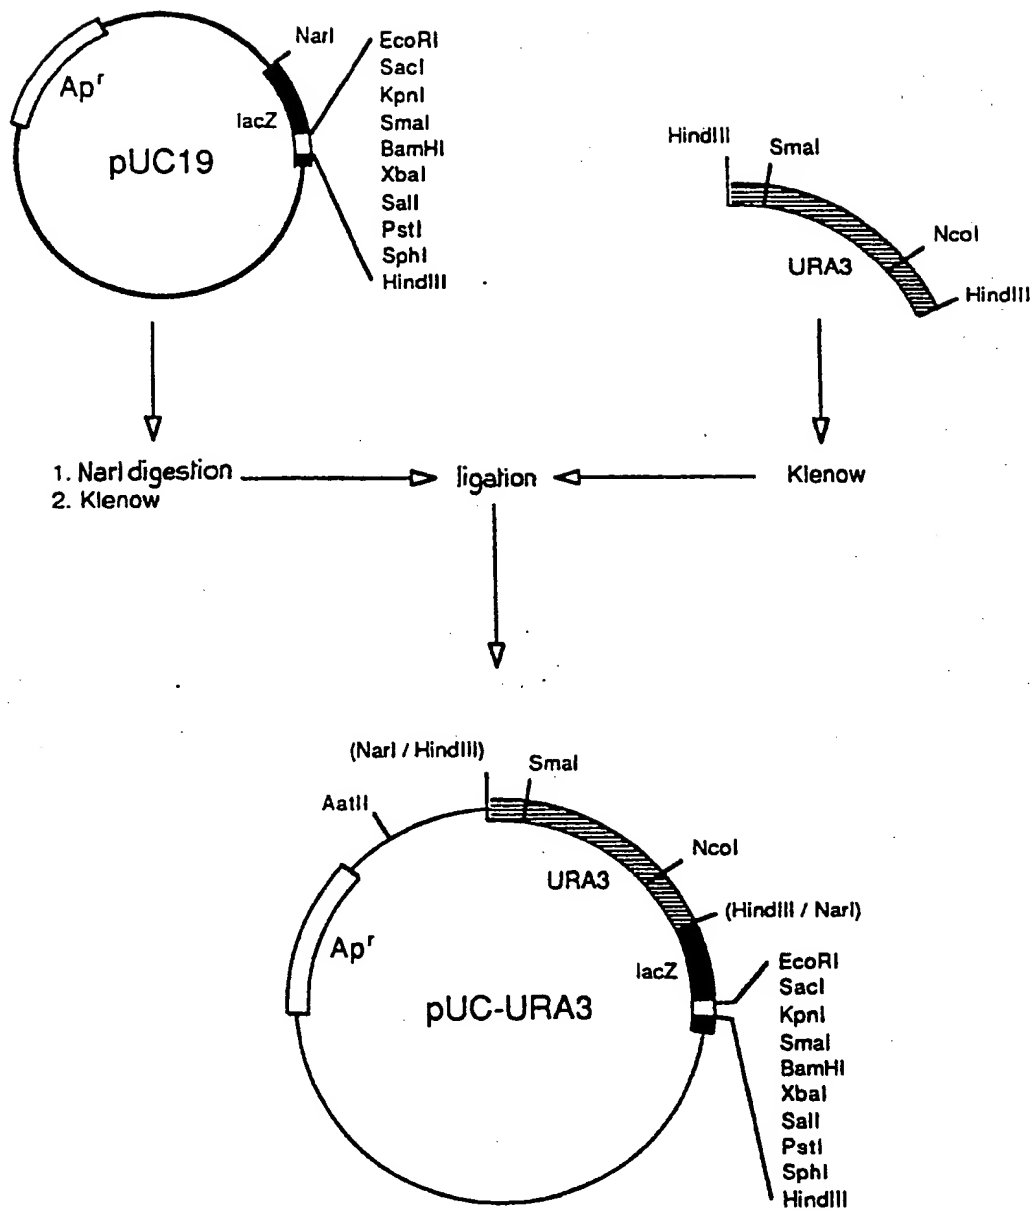 NarI
EcoRI
SacI
KpnI
SmaI
BamHI
XbaI
SalI
PstI
SphI
HindIII
Apr
lacZ
pUC19
HindIII
SmaI
NcoI
URA3
HindIII
1. NarI digestion
2. Klenow
ligation
Klenow
(NarI / HindIII)
SmaI
AatII
NcoI
URA3
(HindIII / NarI)
Apr
lacZ
pUC-URA3
EcoRI
SacI
KpnI
SmaI
BamHI
XbaI
SalI
PstI
SphI
HindIII